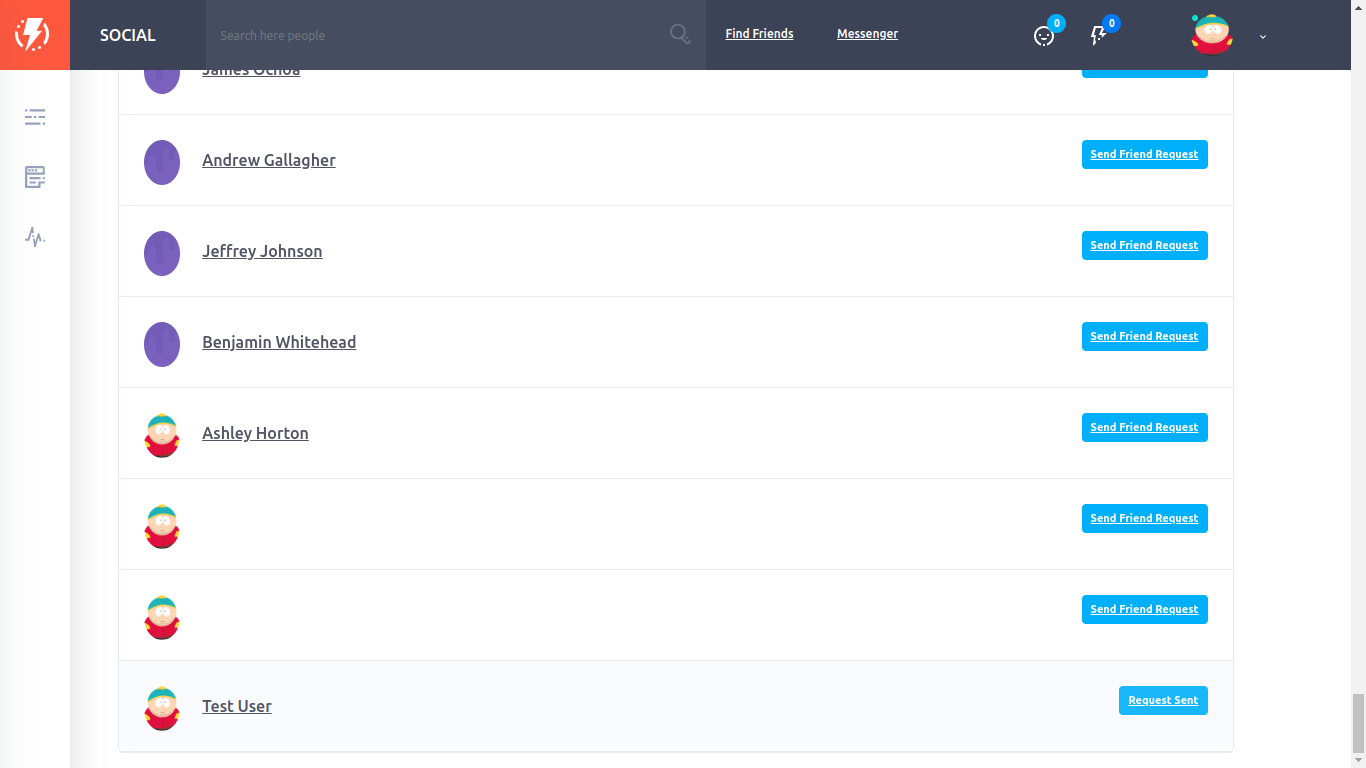 SOCIAL
Search here people
Find Friends
Messenger
0
0
James Ochoa
Andrew Gallagher
Send Friend Request
Jeffrey Johnson
Send Friend Request
Benjamin Whitehead
Send Friend Request
Ashley Horton
Send Friend Request
Send Friend Request
Send Friend Request
Test User
Request Sent